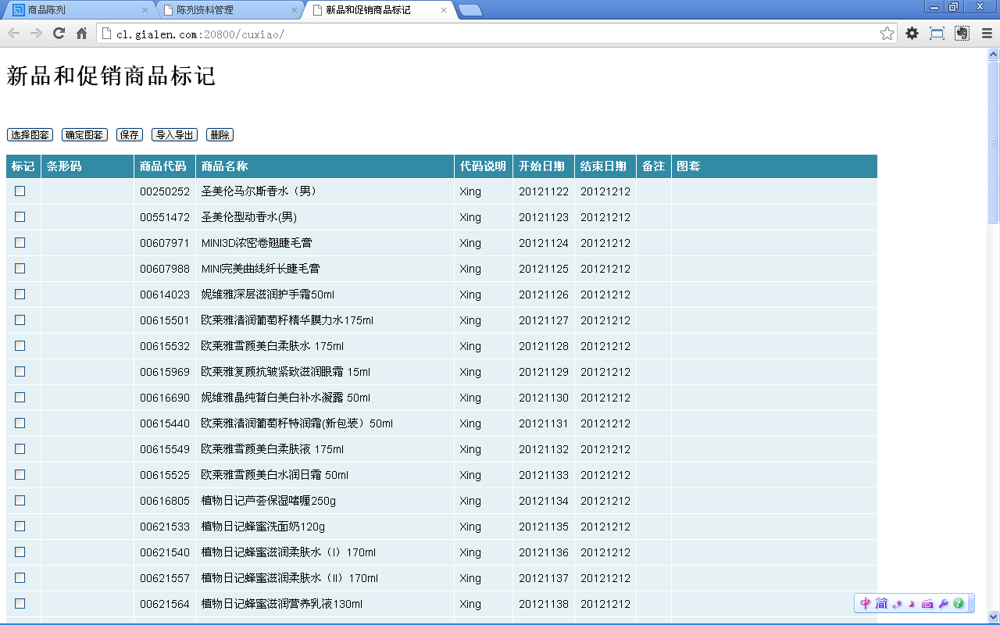 商品陈列 陈列资料管理 新品和促销商品标记
cl.gialen.com:20800/cuxiao/
新品和促销商品标记
选择图套 确定图套 保存 导入导出 删除
标记 条形码 商品代码 商品名称 代码说明 开始日期 结束日期 备注 图套
00250252 圣美伦马尔斯香水（男） Xing 20121122 20121212
00551472 圣美伦型动香水(男) Xing 20121123 20121212
00607971 MINI3D浓密卷翘睫毛膏 Xing 20121124 20121212
00607988 MINI完美曲线纤长睫毛膏 Xing 20121125 20121212
00614023 妮维雅深层滋润护手霜50ml Xing 20121126 20121212
00615501 欧莱雅清润葡萄籽精华膜力水175ml Xing 20121127 20121212
00615532 欧莱雅雪颜美白柔肤水 175ml Xing 20121128 20121212
00615969 欧莱雅复颜抗皱紧致滋润眼霜 15ml Xing 20121129 20121212
00616690 妮维雅晶纯皙白美白补水凝露 50ml Xing 20121130 20121212
00615440 欧莱雅清润葡萄籽特润霜(新包装）50ml Xing 20121131 20121212
00615549 欧莱雅雪颜美白柔肤液 175ml Xing 20121132 20121212
00615525 欧莱雅雪颜美白水润日霜 50ml Xing 20121133 20121212
00616805 植物日记芦荟保湿啫喱250g Xing 20121134 20121212
00621533 植物日记蜂蜜洗面奶120g Xing 20121135 20121212
00621540 植物日记蜂蜜滋润柔肤水（I）170ml Xing 20121136 20121212
00621557 植物日记蜂蜜滋润柔肤水（II）170ml Xing 20121137 20121212
00621564 植物日记蜂蜜滋润营养乳液130ml Xing 20121138 20121212
中 简